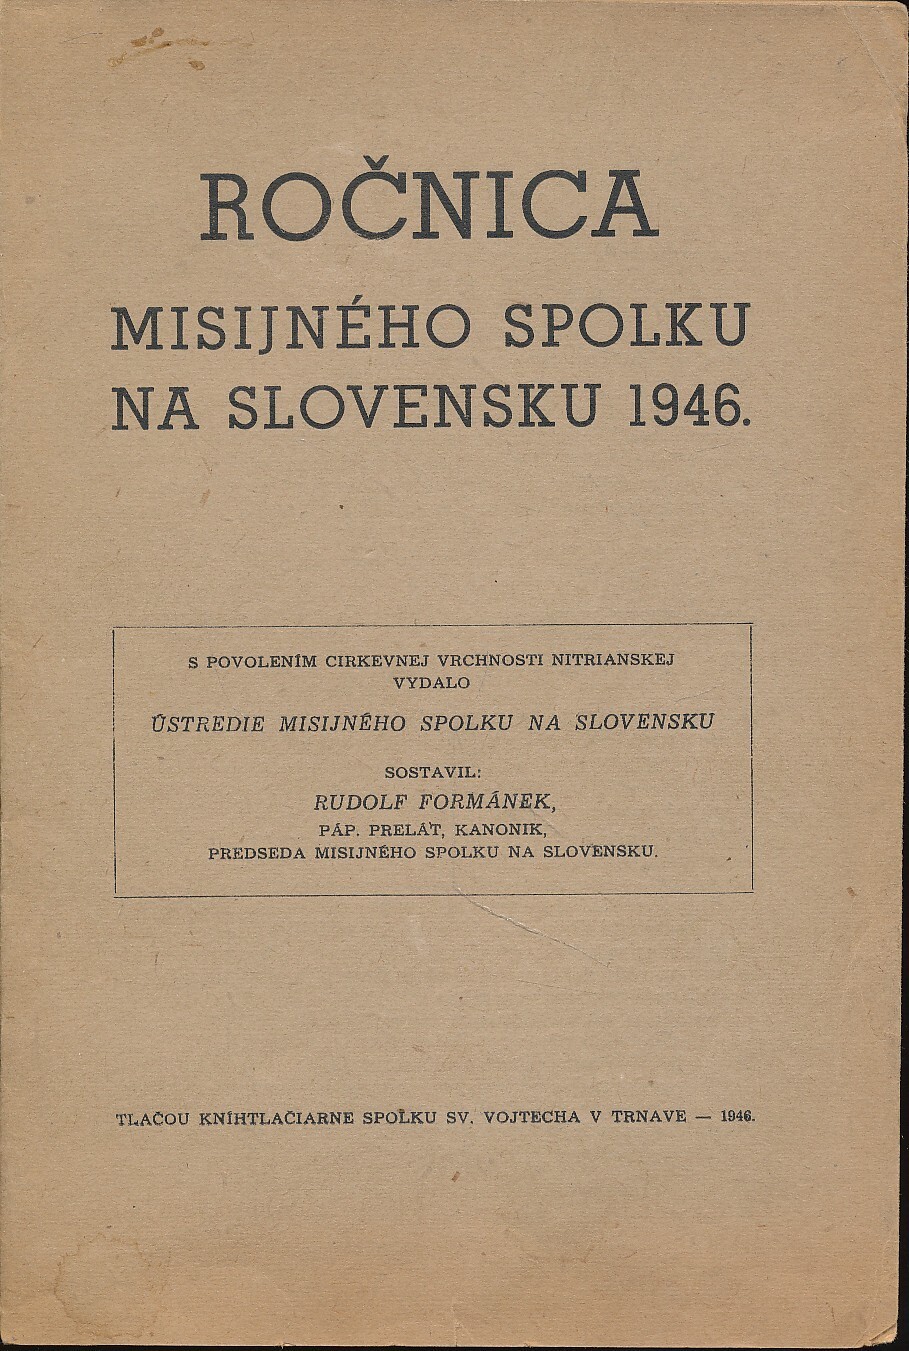 ROČNICA
MISIJNÉHO SPOLKU
NA SLOVENSKU 1946.
S POVOLENÍM CIRKEVNEJ VRCHNOSTI NITRIANSKEJ
VYDALO
ÚSTREDIE MISIJNÉHO SPOLKU NA SLOVENSKU
SOSTAVIL:
RUDOLF FORMÁNEK,
PÁP. PRELÁT, KANONIK,
PREDSEDA MISIJNÉHO SPOLKU NA SLOVENSKU.
TLAČOU KNÍHTLAČIARNE SPOLKU SV. VOJTECHA V TRNAVE — 1946.